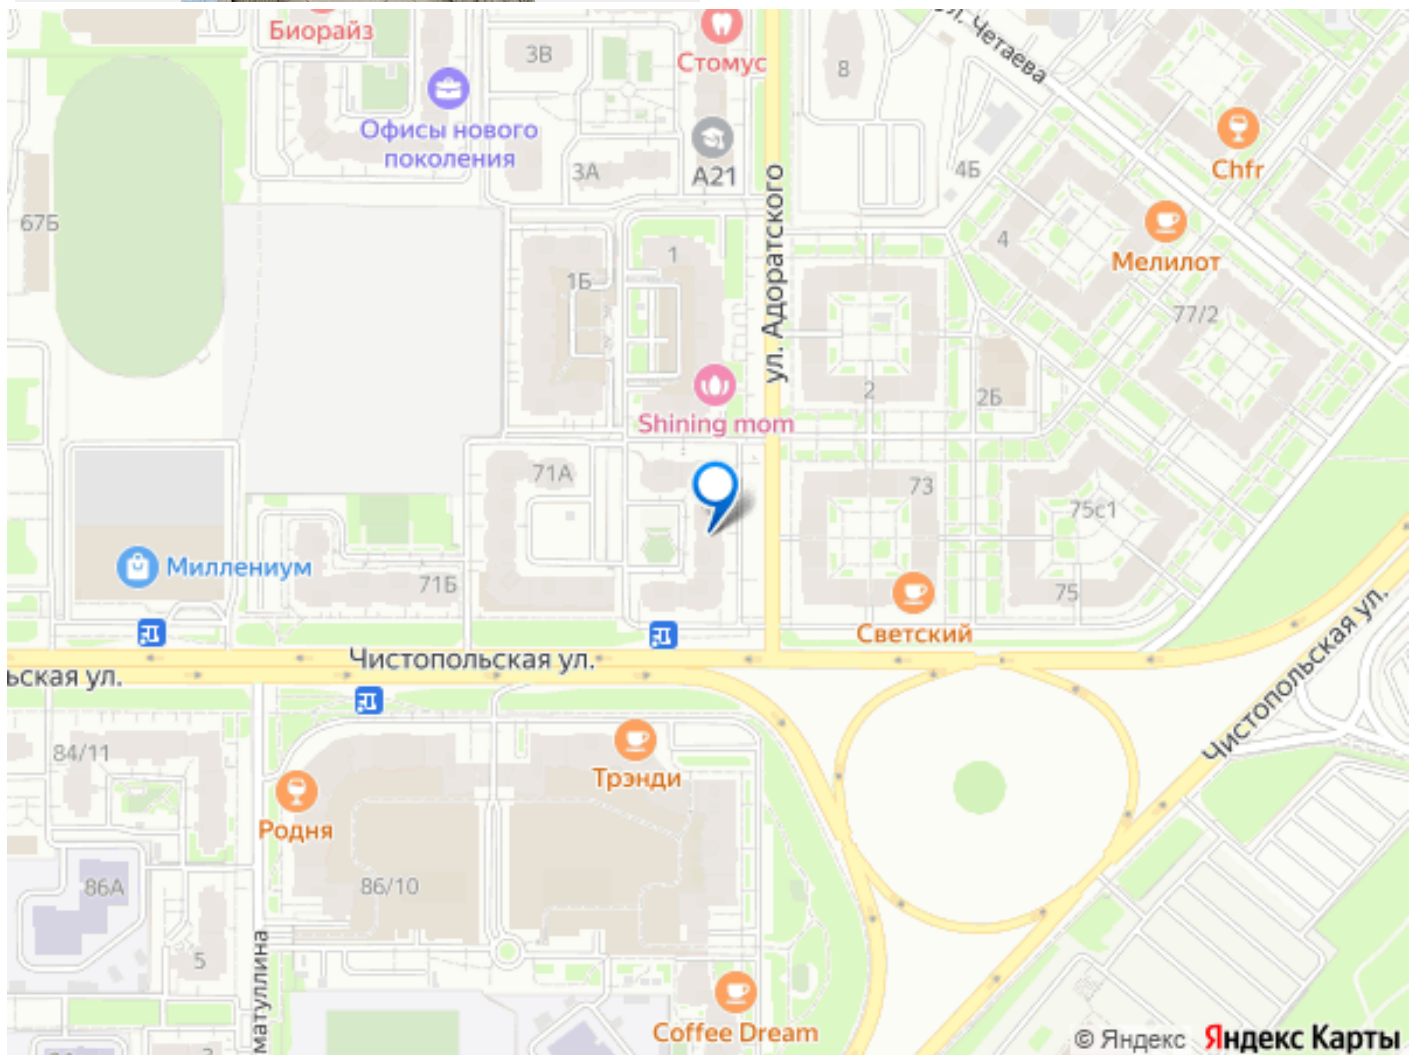 Биорайз
3В
Стомус
8
ул. Четаева
Офисы нового
поколения
3А
А21
4Б
Chfr
67Б
ул. Адоратского
1
4
Мелилот
1Б
77/2
2
2Б
Shining mom
71А
73
75с1
Миллениум
71Б
75
Светский
Чистопольская ул.
ьская ул.
Чистопольская ул.
84/11
Трэнди
Родня
86А
86/10
5
матуллина
Coffee Dream
© Яндекс Яндекс Карты